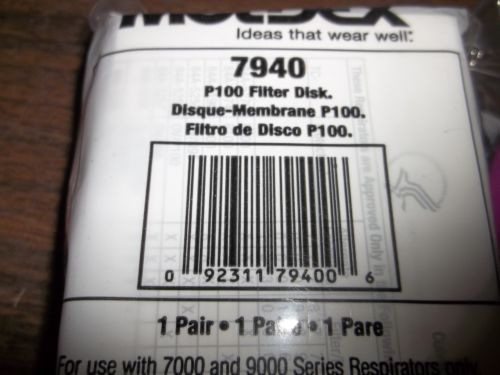 MOLDEX
Ideas that wear well.
7940
P100 Filter Disk.
Disque-Membrane P100.
Filtro de Disco P100.
0 92311 79400 6
1 Pair • 1 Paire • 1 Pare
For use with 7000 and 9000 Series Respirators only